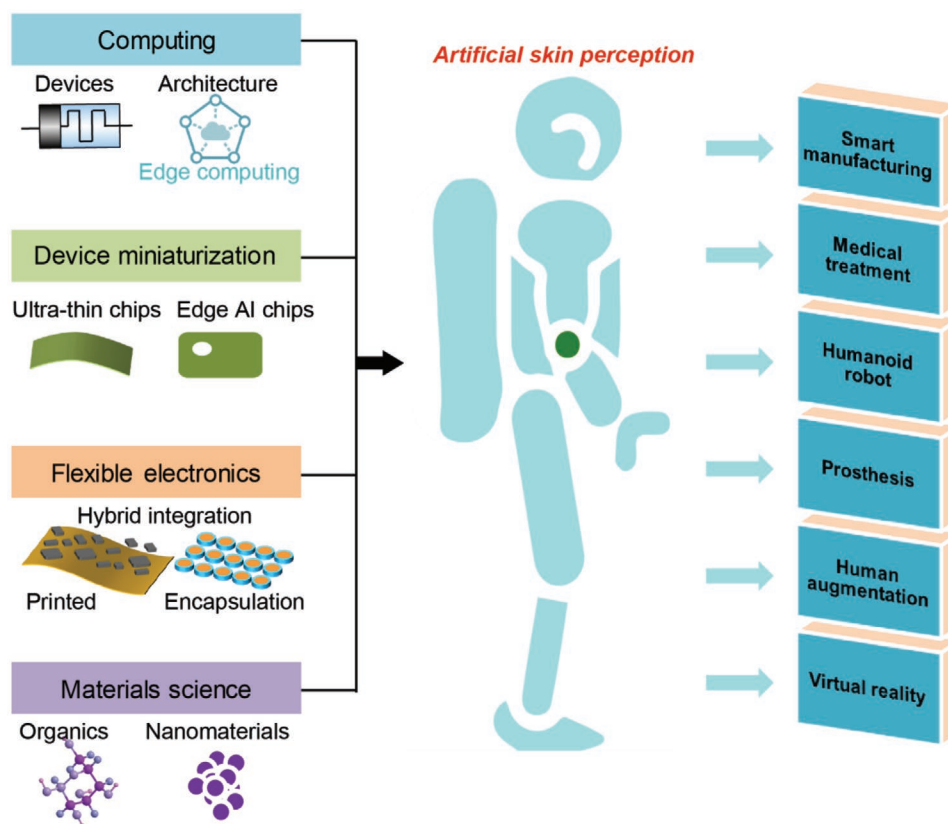 Computing
Devices
Architecture
Edge computing
Device miniaturization
Ultra-thin chips
Edge AI chips
Flexible electronics
Hybrid integration
Printed
Encapsulation
Materials science
Organics
Nanomaterials
Artificial skin perception
Smart
manufacturing
Medical
treatment
Humanoid
robot
Prosthesis
Human
augmentation
Virtual reality